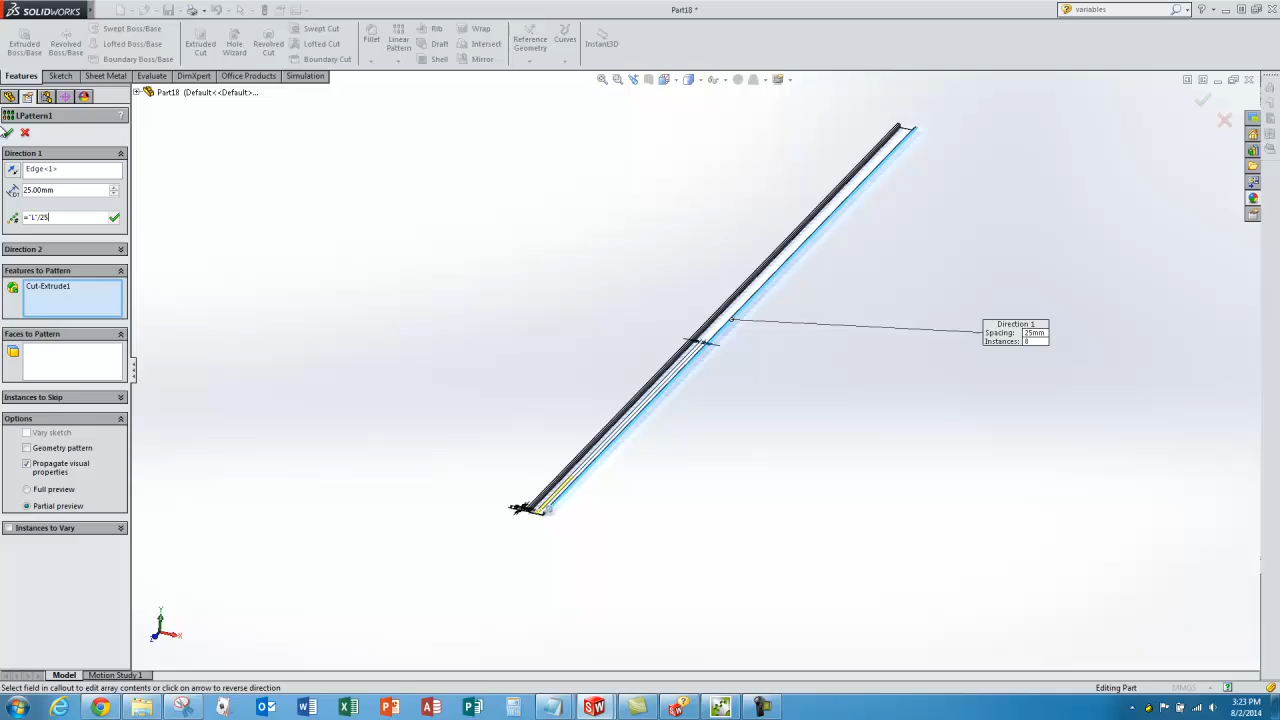 SOLIDWORKS
Part18 *
variables
Extruded Boss/Base
Revolved Boss/Base
Swept Boss/Base
Lofted Boss/Base
Boundary Boss/Base
Extruded Cut
Hole Wizard
Revolved Cut
Swept Cut
Lofted Cut
Boundary Cut
Fillet
Linear Pattern
Rib
Draft
Shell
Wrap
Intersect
Mirror
Reference Geometry
Curves
Instant3D
Features
Sketch
Sheet Metal
Evaluate
DimXpert
Office Products
Simulation
Part18 (Default<<Default>...
LPattern1
?
Direction 1
Edge<1>
25.00mm
="L"/25
Direction 2
Features to Pattern
Cut-Extrude1
Faces to Pattern
Instances to Skip
Options
Vary sketch
Geometry pattern
Propagate visual
properties
Full preview
Partial preview
Instances to Vary
Direction 1
Spacing: 25mm
Instances: 8
Y
X
Z
Model
Motion Study 1
Select field in callout to edit array contents or click on arrow to reverse direction
Editing Part
MMGS
3:23 PM
8/2/2014